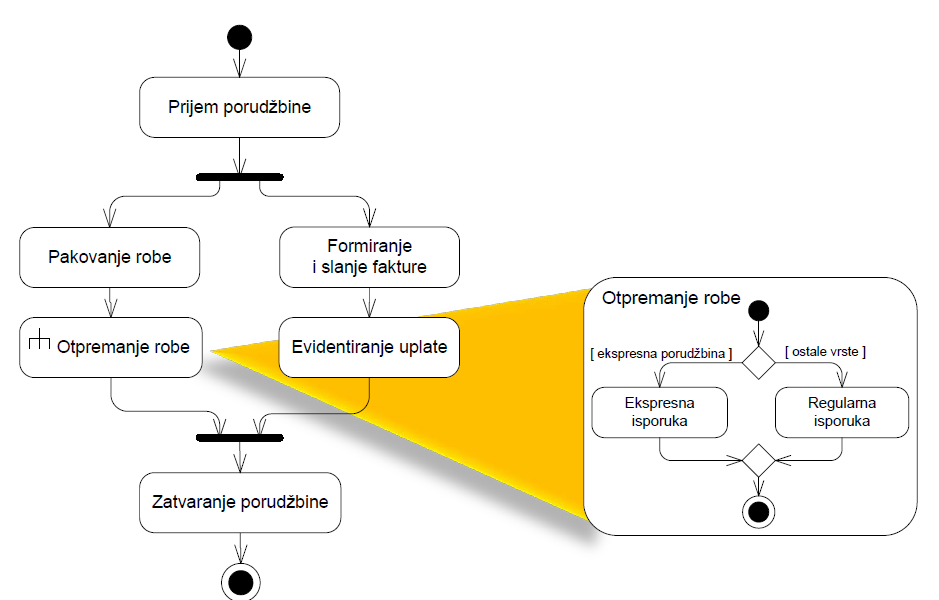 Prijem porudžbine
Pakovanje robe
Formiranje
i slanje fakture
Otpremanje robe
Evidentiranje uplate
Zatvaranje porudžbine
Otpremanje robe
[ ekspresna porudžbina ]
[ ostale vrste ]
Ekspresna
isporuka
Regularna
isporuka